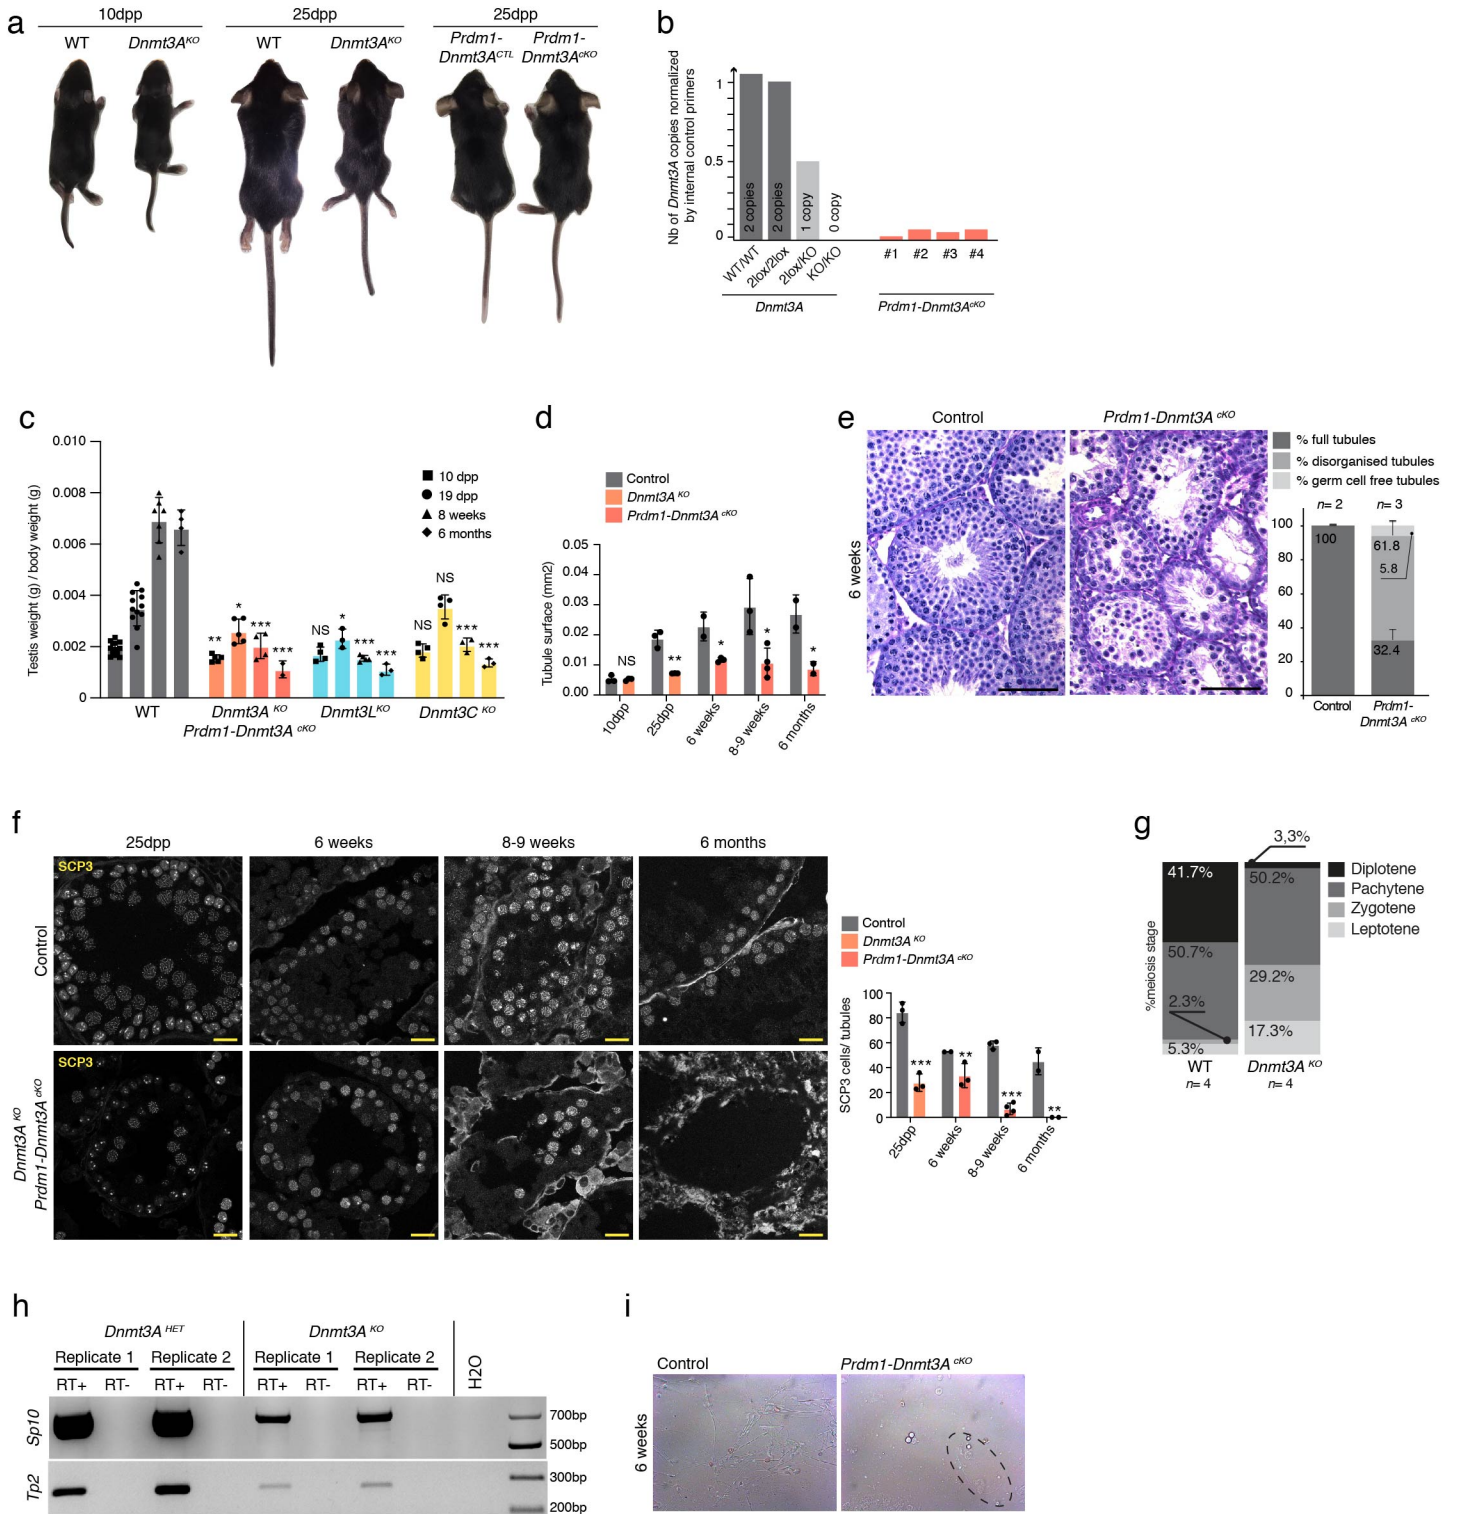 a
10dpp
25dpp
25dpp
WT
Dnmt3A KO
WT
Dnmt3A KO
Prdm1-
Dnmt3A CTL
Prdm1-
Dnmt3A cKO
b
Nb of Dnmt3A copies normalized
by internal control primers
1
0.5
0
2 copies
2 copies
1 copy
0 copy
WT/WT
2lox/2lox
2lox/KO
KO/KO
#1 #2 #3 #4
Dnmt3A
Prdm1-Dnmt3A cKO
c
Testis weight (g) / body weight (g)
0.010
0.008
0.006
0.004
0.002
0
10 dpp
19 dpp
8 weeks
6 months
** * *** ***
NS * *** ***
NS NS *** ***
WT
Dnmt3A KO
Prdm1-Dnmt3A cKO
Dnmt3L KO
Dnmt3C KO
d
Control
Dnmt3A KO
Prdm1-Dnmt3A cKO
Tubule surface (mm2)
0.05
0.04
0.03
0.02
0.01
0.00
NS ** * * *
10dpp
25dpp
6 weeks
8-9 weeks
6 months
e
Control
Prdm1-Dnmt3A cKO
6 weeks
% full tubules
% disorganised tubules
% germ cell free tubules
n= 2
n= 3
100
80
60
40
20
0
100
61.8
5.8
32.4
Control
Prdm1-
Dnmt3A cKO
f
25dpp
6 weeks
8-9 weeks
6 months
SCP3
Control
SCP3
Dnmt3A KO
Prdm1-Dnmt3A cKO
Control
Dnmt3A KO
Prdm1-Dnmt3A cKO
SCP3 cells/ tubules
100
80
60
40
20
0
*** ** *** **
25dpp
6 weeks
8-9 weeks
6 months
g
3,3%
%meiosis stage
41.7%
50.7%
2.3%
5.3%
50.2%
29.2%
17.3%
Diplotene
Pachytene
Zygotene
Leptotene
WT
n= 4
Dnmt3A KO
n= 4
h
Dnmt3A HET
Dnmt3A KO
Replicate 1
Replicate 2
Replicate 1
Replicate 2
H2O
RT+ RT- RT+ RT- RT+ RT- RT+ RT-
Sp10
700bp
500bp
Tp2
300bp
200bp
i
Control
Prdm1-Dnmt3A cKO
6 weeks